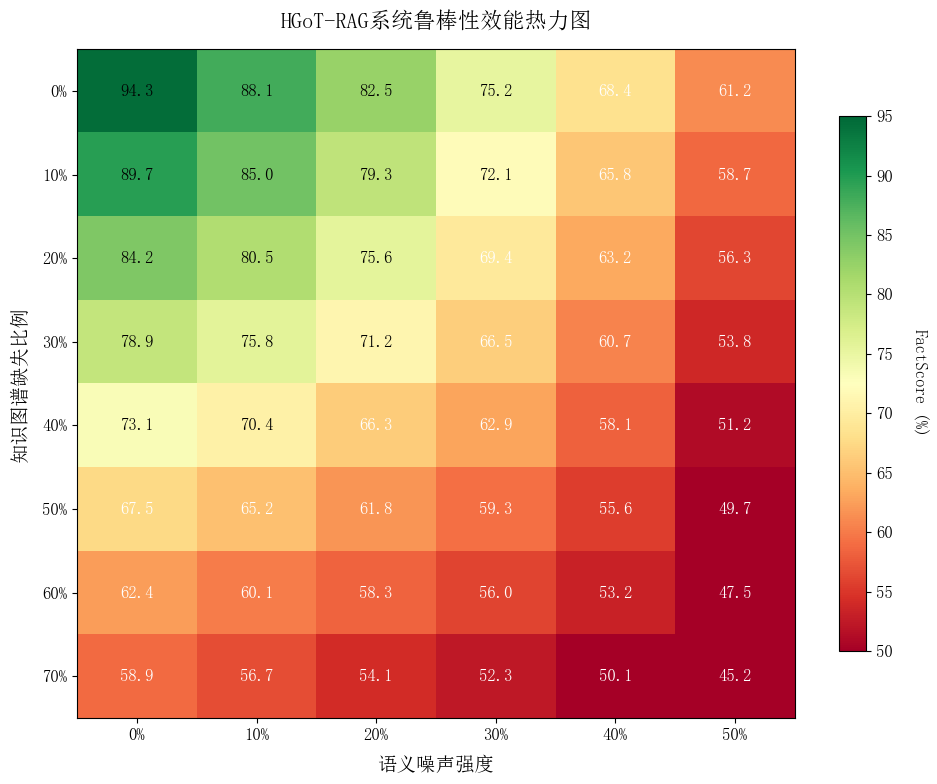 HGoT-RAG系统鲁棒性效能热力图
知识图谱缺失比例
0% 94.3 88.1 82.5 75.2 68.4 61.2
10% 89.7 85.0 79.3 72.1 65.8 58.7
20% 84.2 80.5 75.6 69.4 63.2 56.3
30% 78.9 75.8 71.2 66.5 60.7 53.8
40% 73.1 70.4 66.3 62.9 58.1 51.2
50% 67.5 65.2 61.8 59.3 55.6 49.7
60% 62.4 60.1 58.3 56.0 53.2 47.5
70% 58.9 56.7 54.1 52.3 50.1 45.2
0% 10% 20% 30% 40% 50%
语义噪声强度
95
90
85
80
75
70
65
60
55
50
FactScore (%)